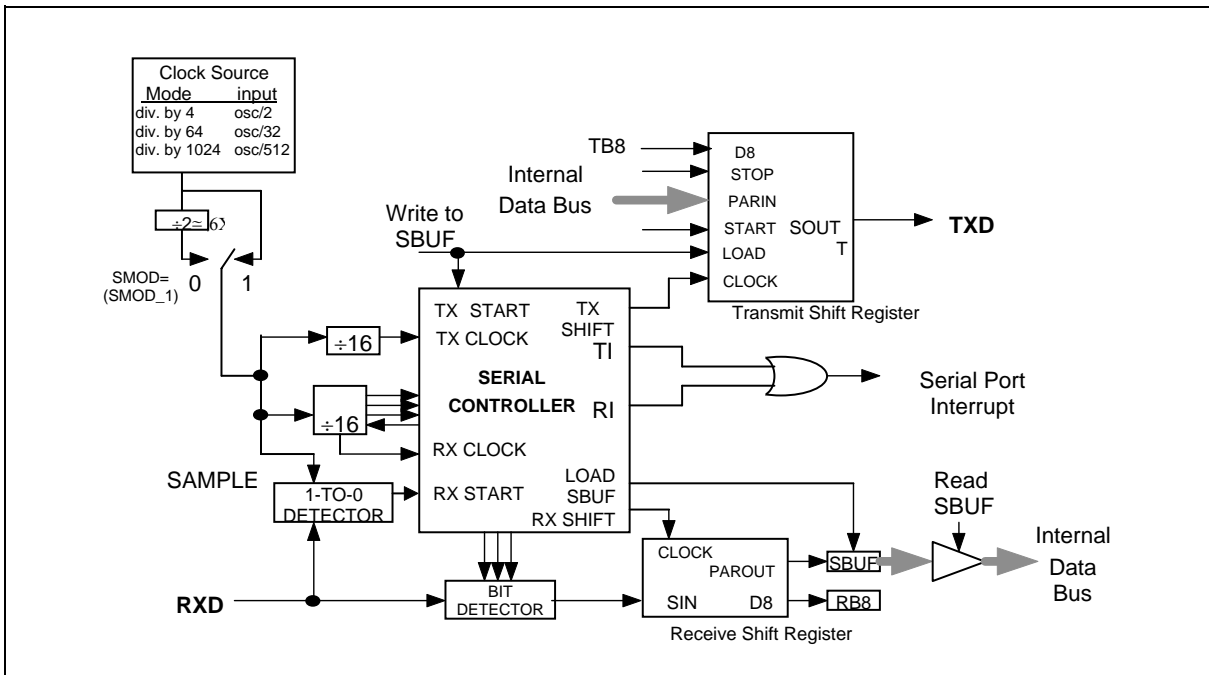 Clock Source
Mode input
div. by 4 osc/2
div. by 64 osc/32
div. by 1024 osc/512
÷2
SMOD=
(SMOD_1)
0 1
÷16
÷16
SAMPLE
1-TO-0
DETECTOR
RXD
Write to
SBUF
TX START
TX CLOCK
SERIAL
CONTROLLER
RX CLOCK
RX START
TX
SHIFT
TI
RI
LOAD
SBUF
RX SHIFT
BIT
DETECTOR
TB8
Internal
Data Bus
D8
STOP
PARIN
START
LOAD
CLOCK
SOUT
T
Transmit Shift Register
TXD
Serial Port
Interrupt
CLOCK
PAROUT
SIN D8
Receive Shift Register
SBUF
RB8
Read
SBUF
Internal
Data
Bus